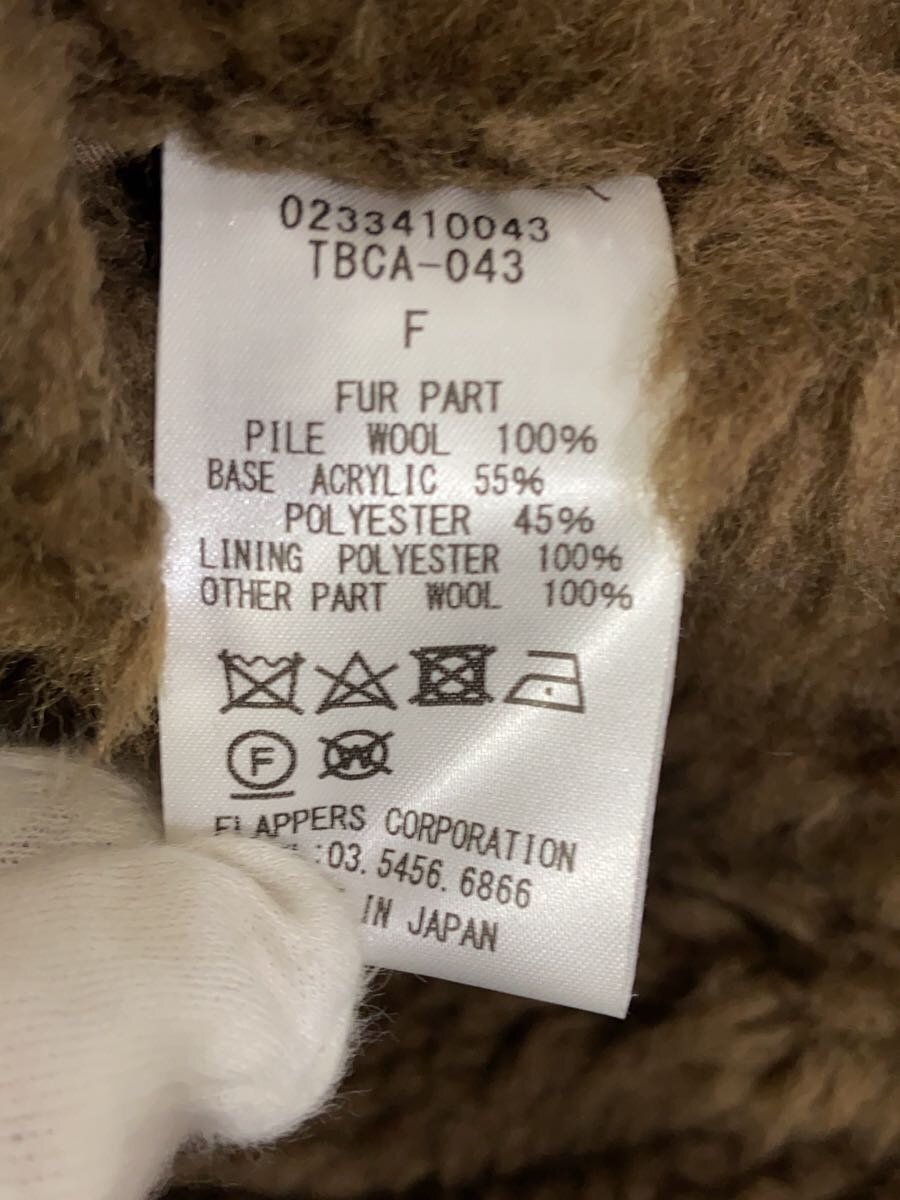 0233410043
TBCA-043
F
FUR PART
PILE WOOL 100%
BASE ACRYLIC 55%
POLYESTER 45%
LINING POLYESTER 100%
OTHER PART WOOL 100%
F
W
FLAPPERS CORPORATION
:03.5456.6866
IN JAPAN